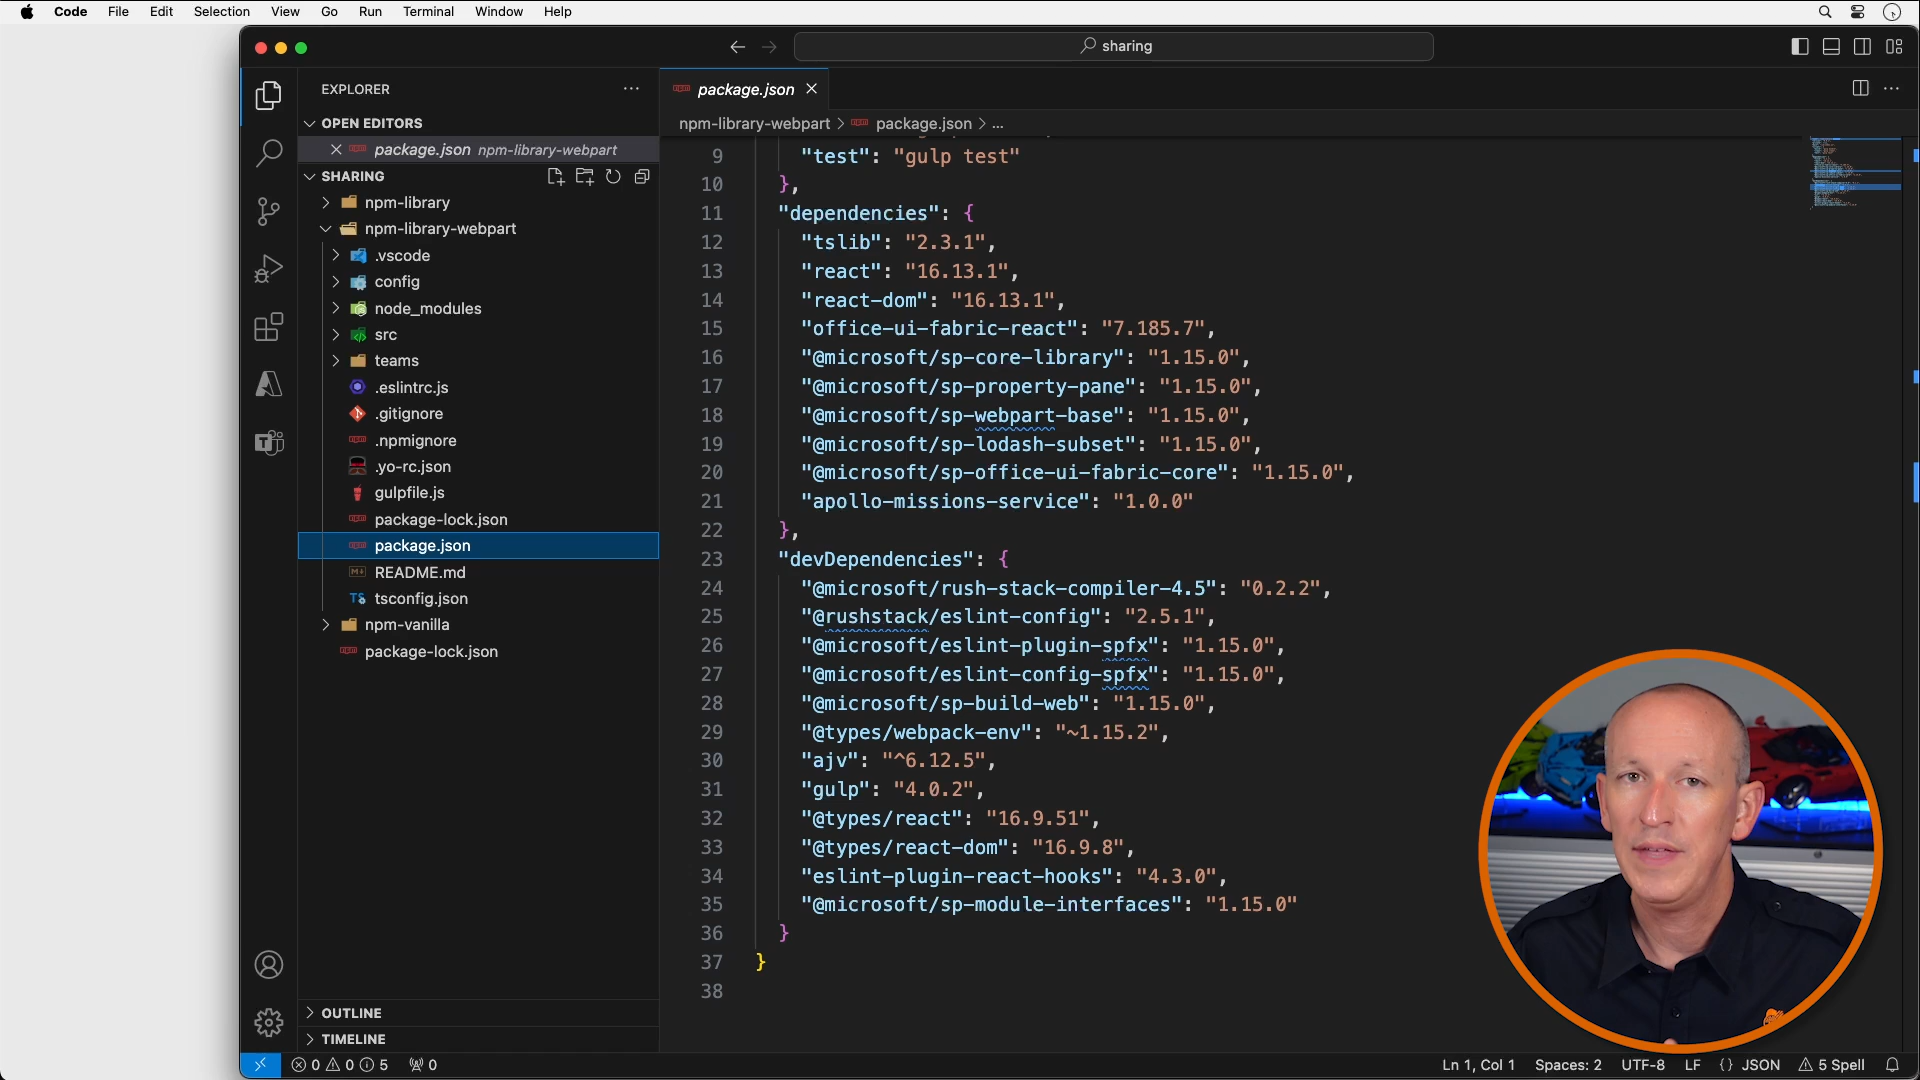 Code File Edit Selection View Go Run Terminal Window Help
sharing
EXPLORER
OPEN EDITORS
package.json npm-library-webpart
SHARING
npm-library
npm-library-webpart
.vscode
config
node_modules
src
teams
.eslintrc.js
.gitignore
.npmignore
.yo-rc.json
gulpfile.js
package-lock.json
package.json
README.md
tsconfig.json
npm-vanilla
package-lock.json
OUTLINE
TIMELINE
package.json
npm-library-webpart > package.json > ...
9 "test": "gulp test"
10 },
11 "dependencies": {
12 "tslib": "2.3.1",
13 "react": "16.13.1",
14 "react-dom": "16.13.1",
15 "office-ui-fabric-react": "7.185.7",
16 "@microsoft/sp-core-library": "1.15.0",
17 "@microsoft/sp-property-pane": "1.15.0",
18 "@microsoft/sp-webpart-base": "1.15.0",
19 "@microsoft/sp-lodash-subset": "1.15.0",
20 "@microsoft/sp-office-ui-fabric-core": "1.15.0",
21 "apollo-missions-service": "1.0.0"
22 },
23 "devDependencies": {
24 "@microsoft/rush-stack-compiler-4.5": "0.2.2",
25 "@rushstack/eslint-config": "2.5.1",
26 "@microsoft/eslint-plugin-spfx": "1.15.0",
27 "@microsoft/eslint-config-spfx": "1.15.0",
28 "@microsoft/sp-build-web": "1.15.0",
29 "@types/webpack-env": "~1.15.2",
30 "ajv": "^6.12.5",
31 "gulp": "4.0.2",
32 "@types/react": "16.9.51",
33 "@types/react-dom": "16.9.8",
34 "eslint-plugin-react-hooks": "4.3.0",
35 "@microsoft/sp-module-interfaces": "1.15.0"
36 }
37 }
38
0 0 5 0
Ln 1, Col 1 Spaces: 2 UTF-8 LF {} JSON 5 Spell